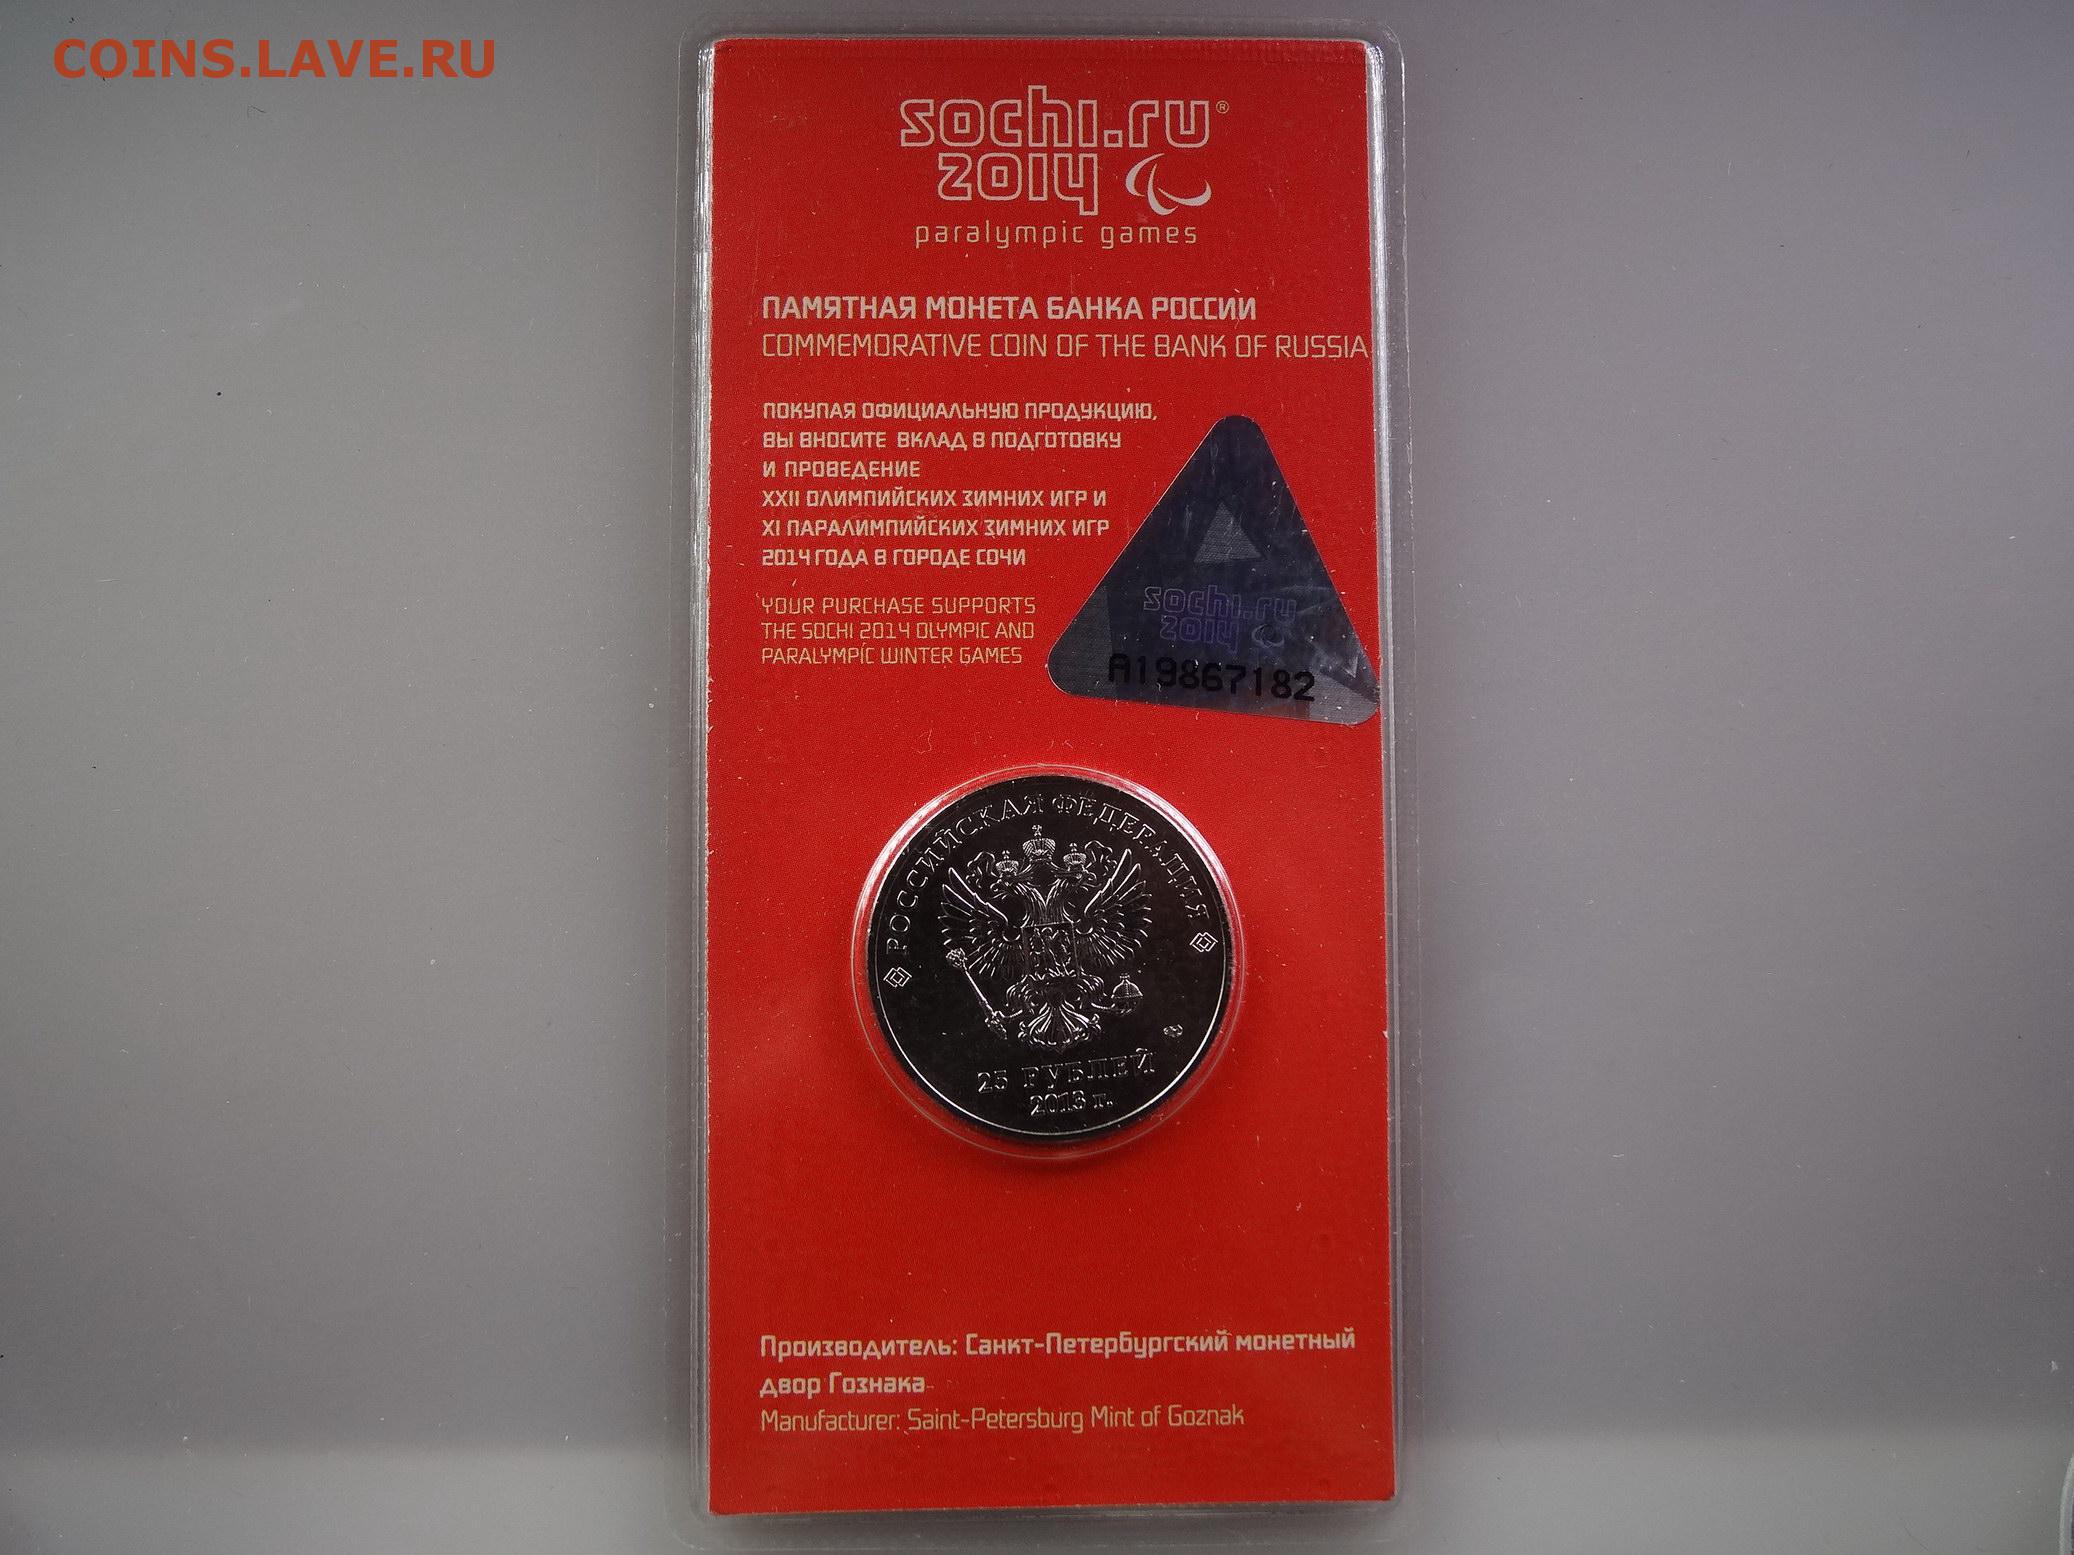 COINS.LAVE.RU
sochi.ru®
2014
paralympic games
ПАМЯТНАЯ МОНЕТА БАНКА РОССИИ
COMMEMORATIVE COIN OF THE BANK OF RUSSIA
ПОКУПАЯ ОФИЦИАЛЬНУЮ ПРОДУКЦИЮ,
ВЫ ВНОСИТЕ ВКЛАД В ПОДГОТОВКУ
И ПРОВЕДЕНИЕ
XXII ОЛИМПИЙСКИХ ЗИМНИХ ИГР И
XI ПАРАЛИМПИЙСКИХ ЗИМНИХ ИГР
2014 ГОДА В ГОРОДЕ СОЧИ
YOUR PURCHASE SUPPORTS
THE SOCHI 2014 OLYMPIC AND
PARALYMPIC WINTER GAMES
sochi.ru
2014
A19867182
РОССИЙСКАЯ ФЕДЕРАЦИЯ
25 РУБЛЕЙ
2013 г.
Производитель: Санкт-Петербургский монетный
двор Гознака
Manufacturer: Saint-Petersburg Mint of Goznak